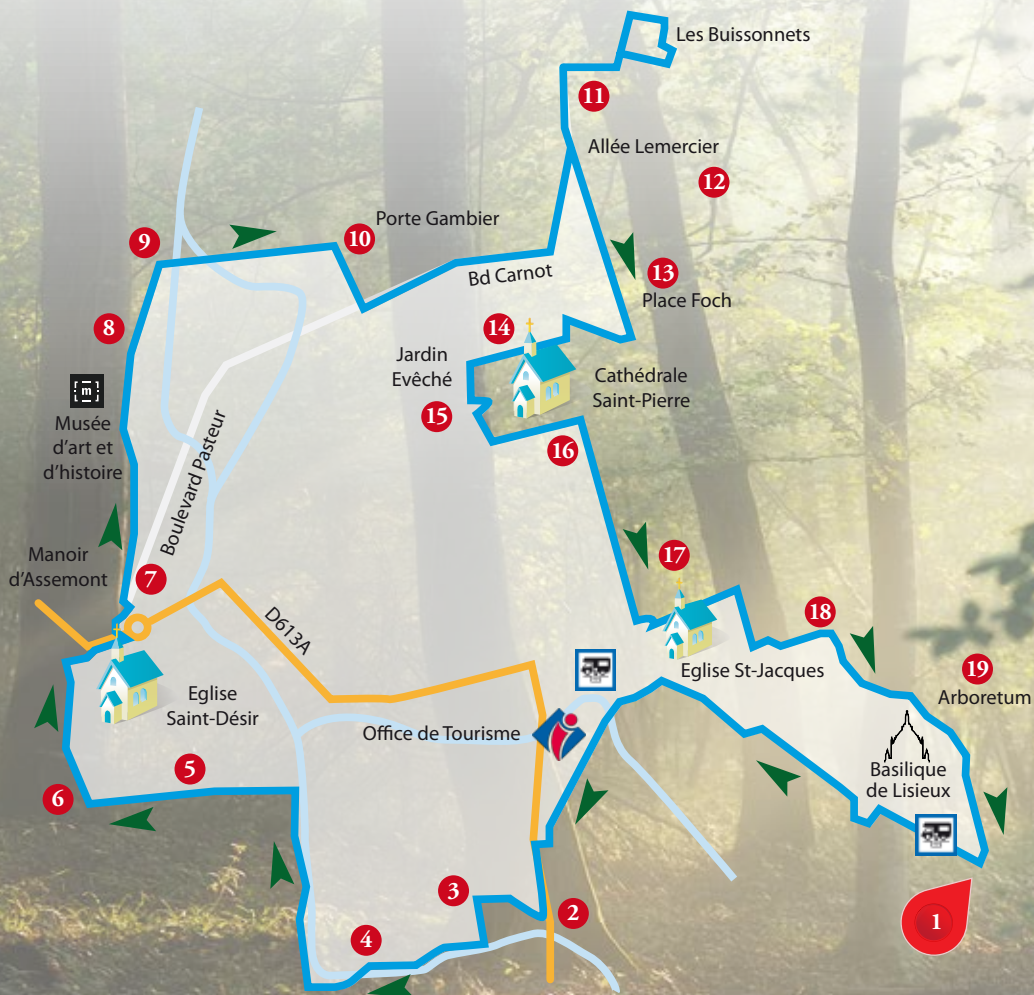 Les Buissonnets
11
Allée Lemercier
12
Porte Gambier
9
10
Bd Carnot
13
Place Foch
8
14
m
Musée
d'art et
d'histoire
Jardin
Evêché
15
Cathédrale
Saint-Pierre
16
Boulevard Pasteur
Manoir
d'Assemont
7
17
D613A
18
Eglise St-Jacques
19
Arboretum
Eglise
Saint-Désir
Office de Tourisme
Basilique
de Lisieux
5
6
3
2
1
4